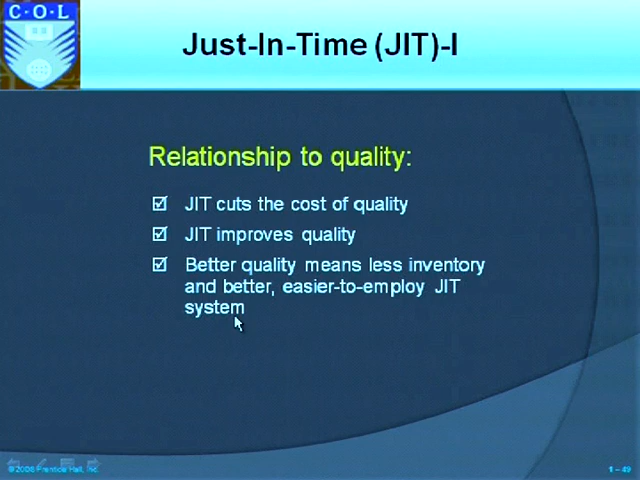 C·O·L
Just-In-Time (JIT)-I
Relationship to quality:
JIT cuts the cost of quality
JIT improves quality
Better quality means less inventory
and better, easier-to-employ JIT
system
©2008 Prentice Hall, Inc.
1 – 49